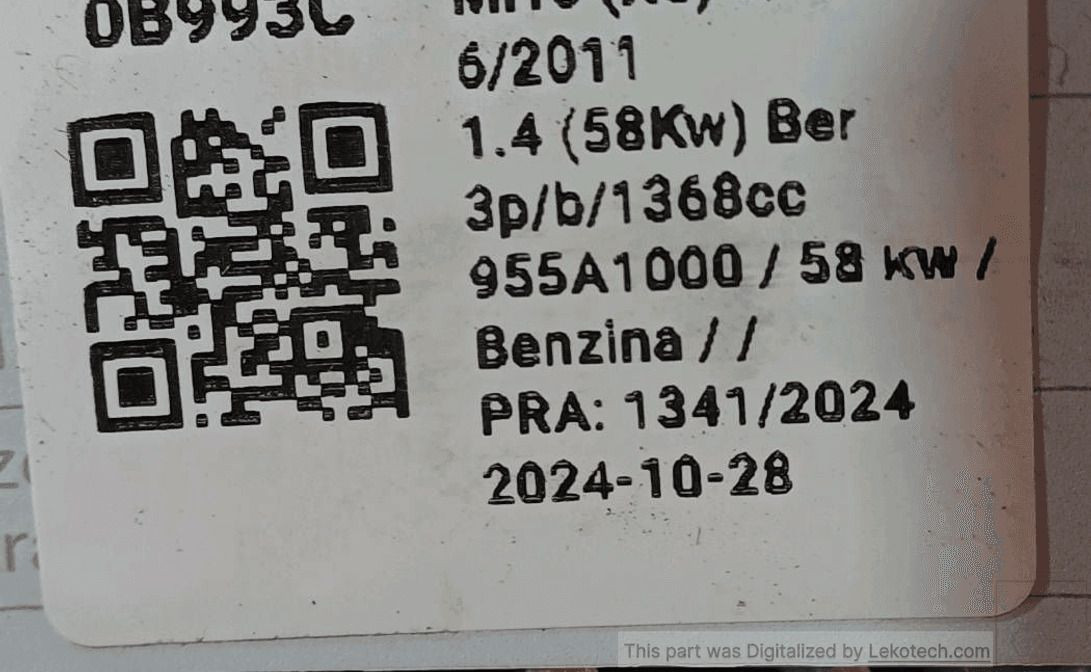 0B993C
6/2011
1.4 (58Kw) Ber
3p/b/1368cc
955A1000 / 58 KW /
Benzina / /
PRA: 1341/2024
2024-10-28
This part was Digitalized by Lekotech.com